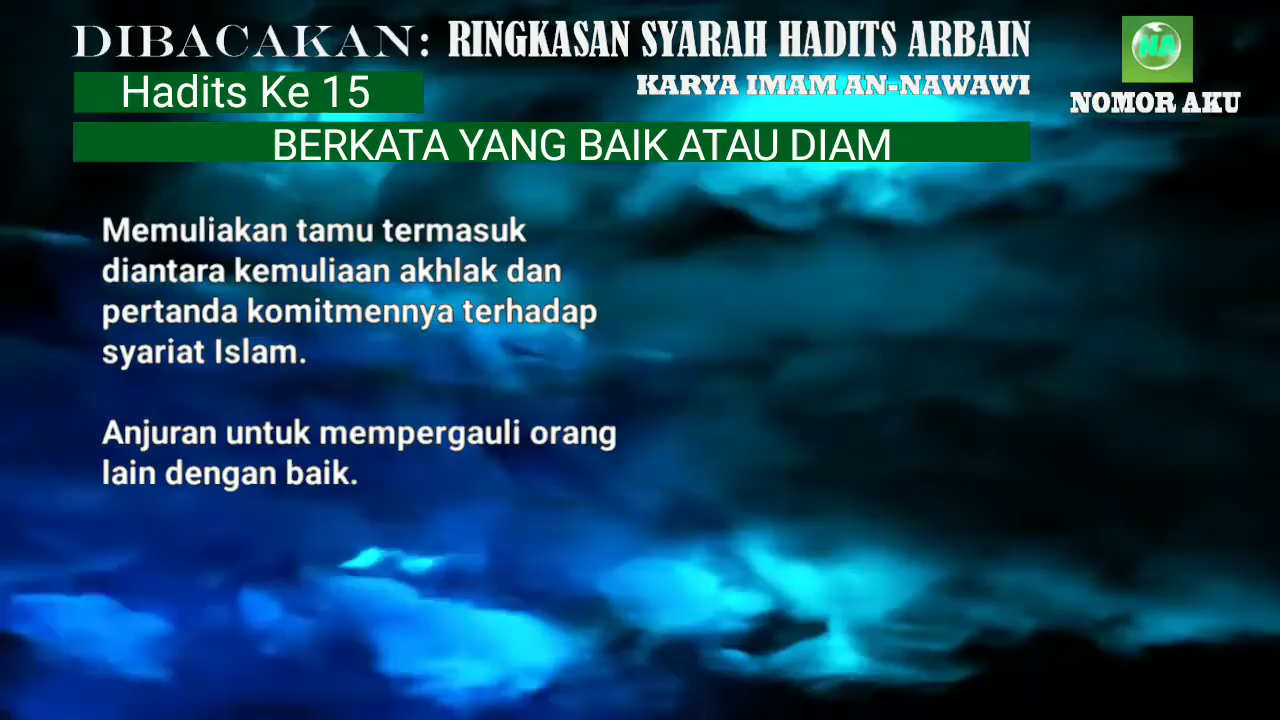 DIBACAKAN: RINGKASAN SYARAH HADITS ARBAIN
KARYA IMAM AN-NAWAWI
NA
NOMOR AKU
Hadits Ke 15
BERKATA YANG BAIK ATAU DIAM
Memuliakan tamu termasuk
diantara kemuliaan akhlak dan
pertanda komitmennya terhadap
syariat Islam.
Anjuran untuk mempergauli orang
lain dengan baik.